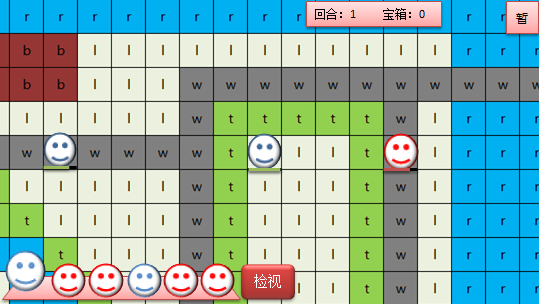 r r r r r r r r 回合：1 宝箱：0 r r 暂
b b l l l l l l l l l l l r r r
b b l l l w w w w w w w w w w w
l l l l l w t t t t t w l r r r
w w w w w t l l t l r r r
l l l l l w t l l l t w l r r r
t l l l l w t l l l t w l r r r
t l l l w t l l l t w l r r r
检视 l l t w l r r r